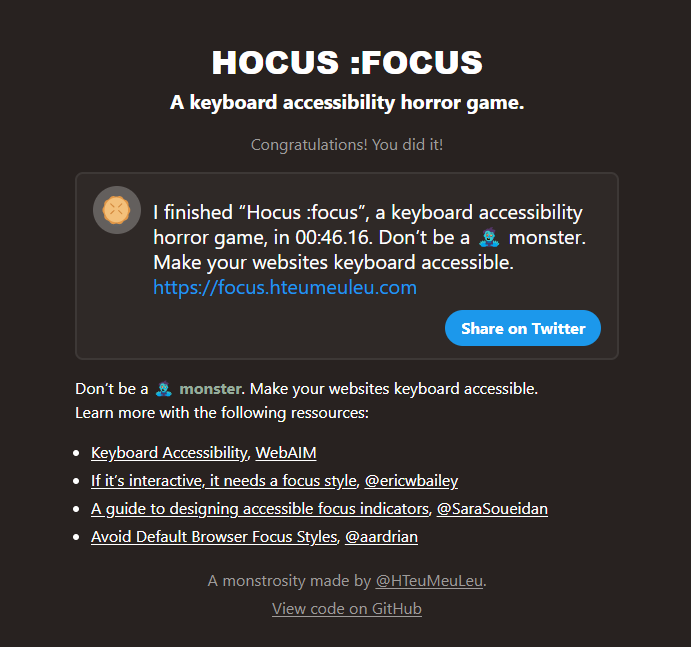 HOCUS :FOCUS
A keyboard accessibility horror game.
Congratulations! You did it!
I finished “Hocus :focus”, a keyboard accessibility
horror game, in 00:46.16. Don’t be a 🧟‍♂️ monster.
Make your websites keyboard accessible.
https://focus.hteumeuleu.com
Share on Twitter
Don’t be a 🧟‍♂️ monster. Make your websites keyboard accessible.
Learn more with the following ressources:
• Keyboard Accessibility, WebAIM
• If it’s interactive, it needs a focus style, @ericwbailey
• A guide to designing accessible focus indicators, @SaraSoueidan
• Avoid Default Browser Focus Styles, @aardrian
A monstrosity made by @HTeuMeuLeu.
View code on GitHub